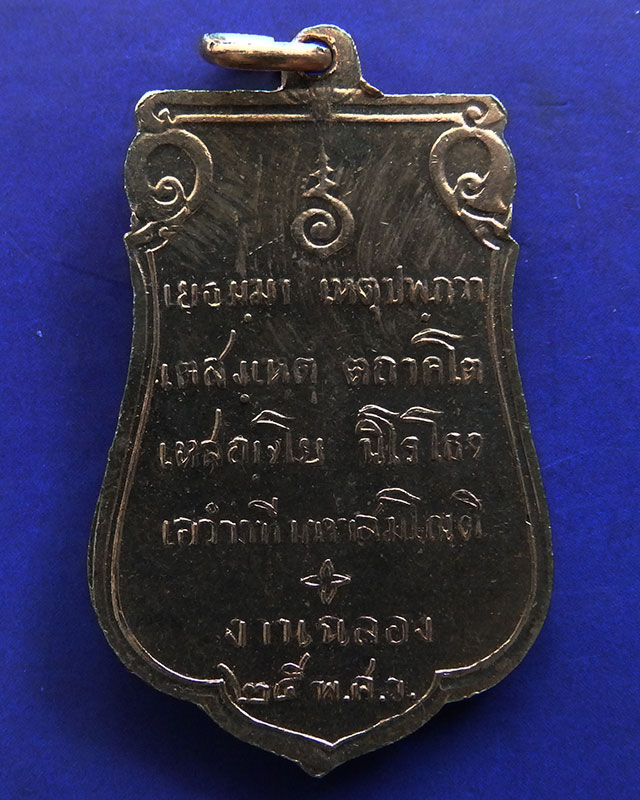 เยธมฺมา เหตุปฺพภวา
เตสํ เหตุ ตถาคโต
เตสญฺจโย นิโรโธจ
เอวํวาที มหาสมโณติ
งานฉลอง
๒๕ พ.ศ.ว.